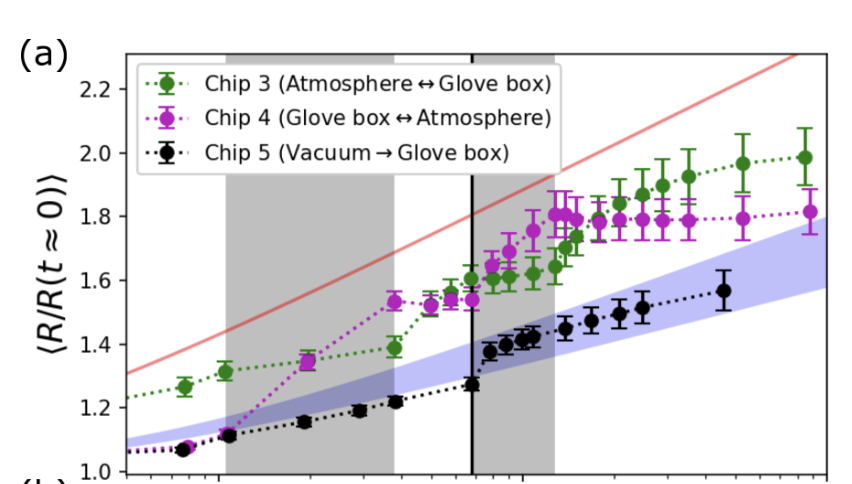 (a)
Chip 3 (Atmosphere↔Glove box)
Chip 4 (Glove box↔Atmosphere)
Chip 5 (Vacuum→Glove box)
⟨R/R(t ≈ 0)⟩
2.2
2.0
1.8
1.6
1.4
1.2
1.0